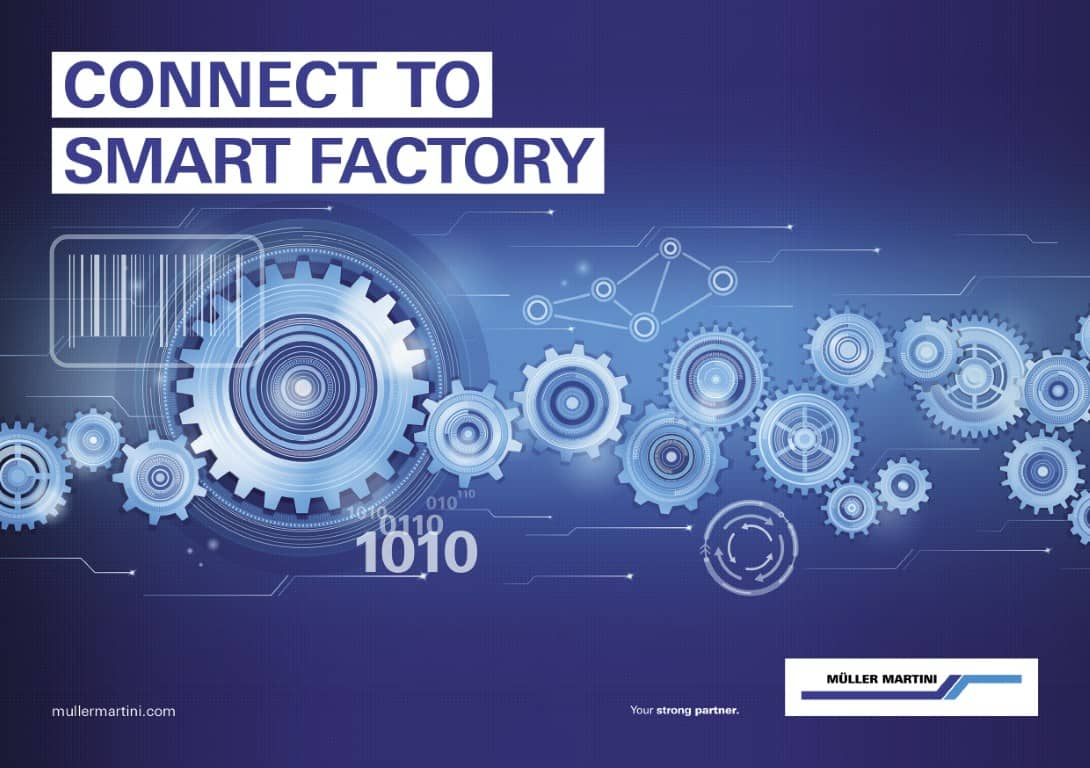 CONNECT TO
SMART FACTORY
010 110
1010
0110
1010
MÜLLER MARTINI
mullermartini.com
Your strong partner.